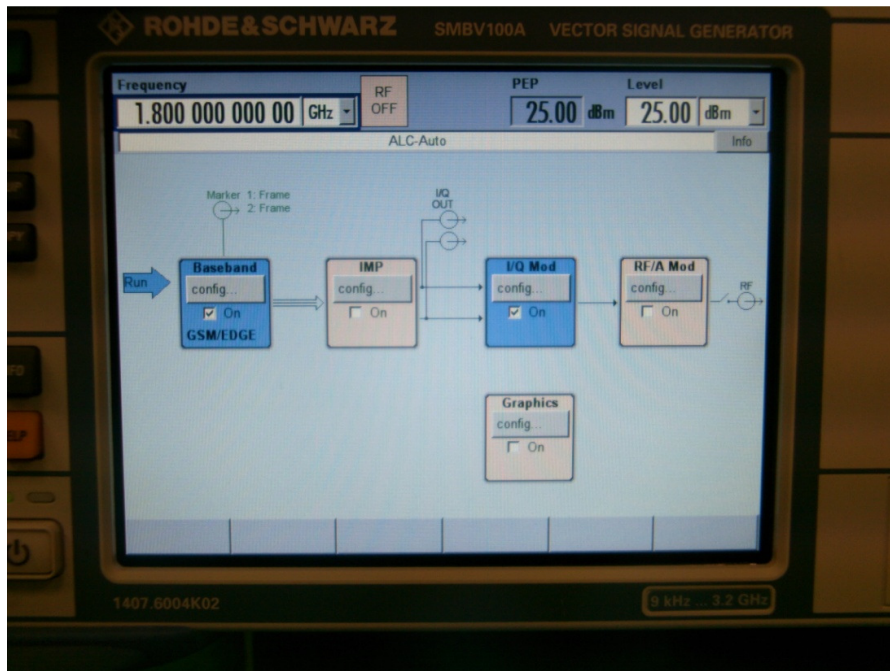 ROHDE&SCHWARZ SMBV100A VECTOR SIGNAL GENERATOR
Frequency
1.800 000 000 00 GHz
RF
OFF
PEP
25.00 dBm
Level
25.00 dBm
ALC-Auto
Info
Marker 1: Frame
2: Frame
I/Q
OUT
Run
Baseband
config...
On
GSM/EDGE
IMP
config...
On
I/Q Mod
config...
On
RF/A Mod
config...
On
RF
Graphics
config...
On
1407.6004K02
9 kHz ... 3.2 GHz